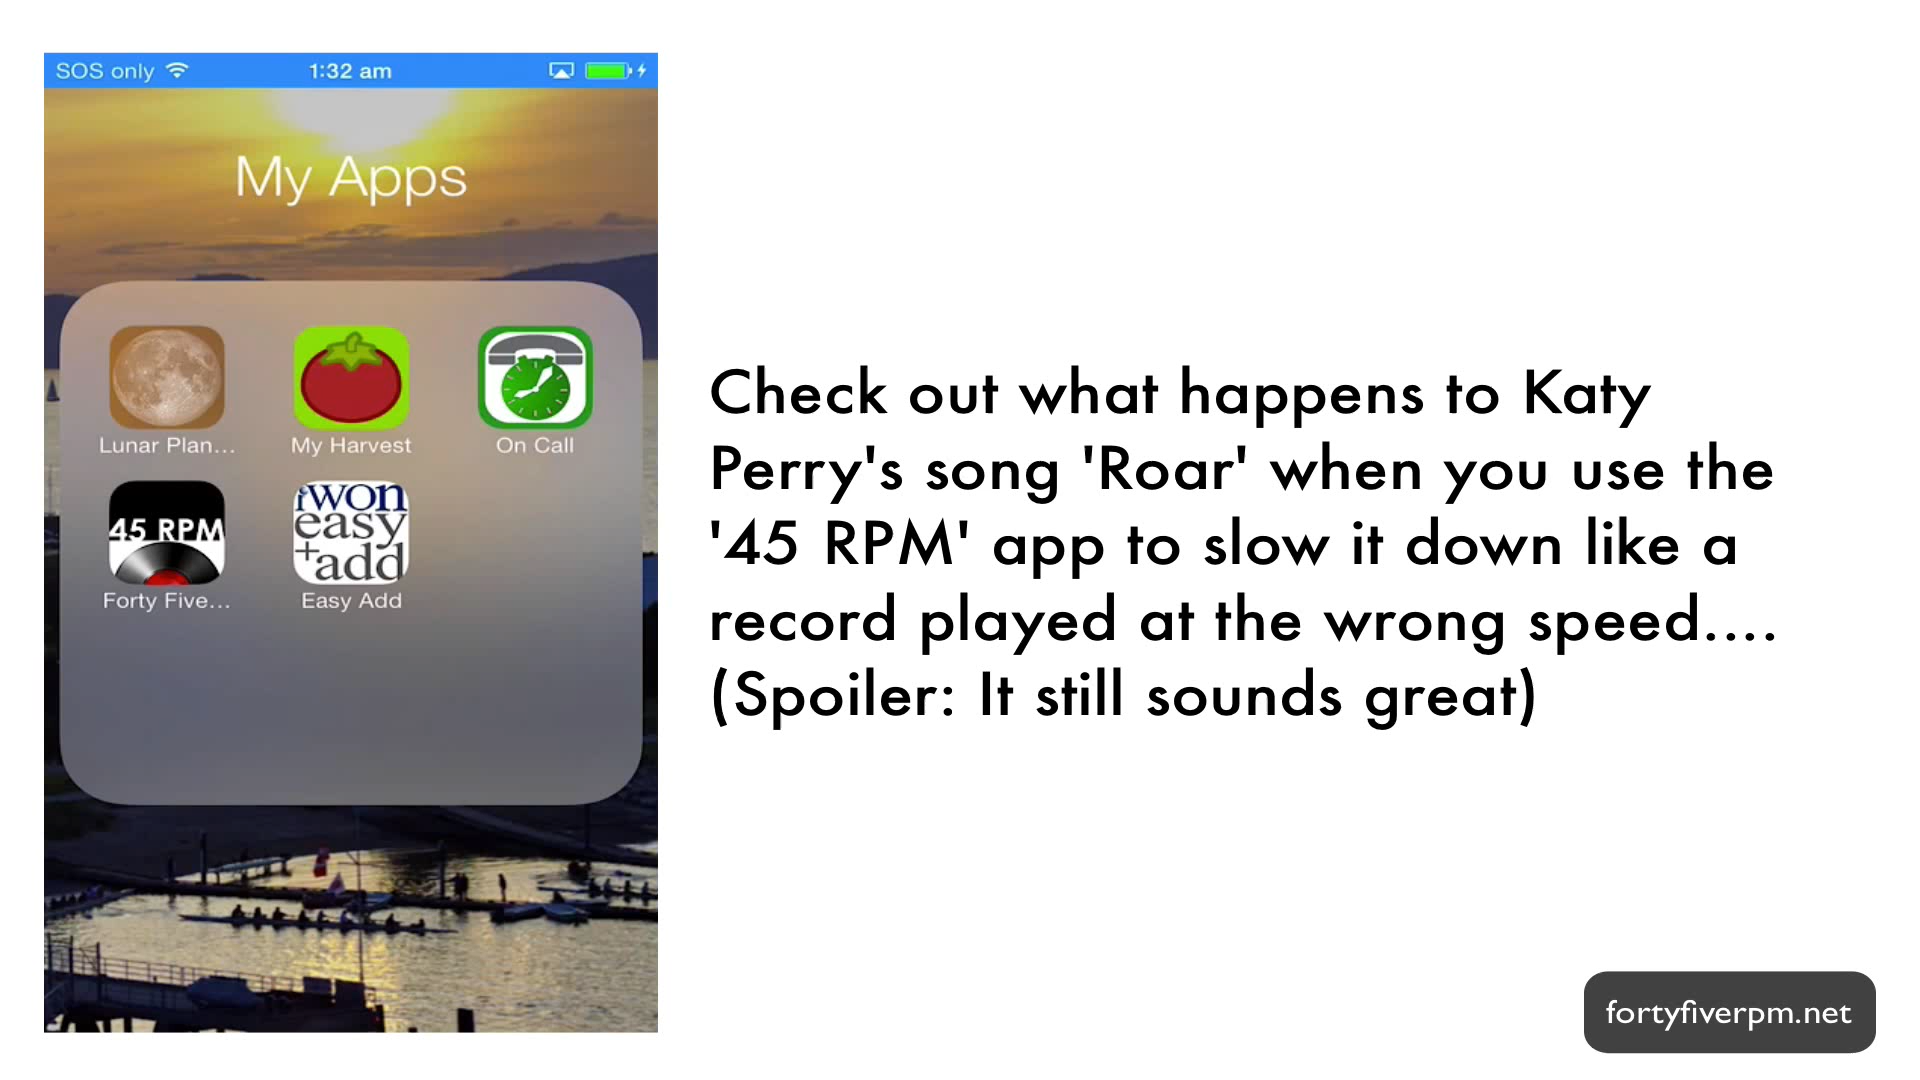 SOS only
1:32 am
My Apps
Lunar Plan...
My Harvest
On Call
45 RPM
iwon
easy
+add
Forty Five...
Easy Add
Check out what happens to Katy
Perry's song 'Roar' when you use the
'45 RPM' app to slow it down like a
record played at the wrong speed....
(Spoiler: It still sounds great)
fortyfiverpm.net